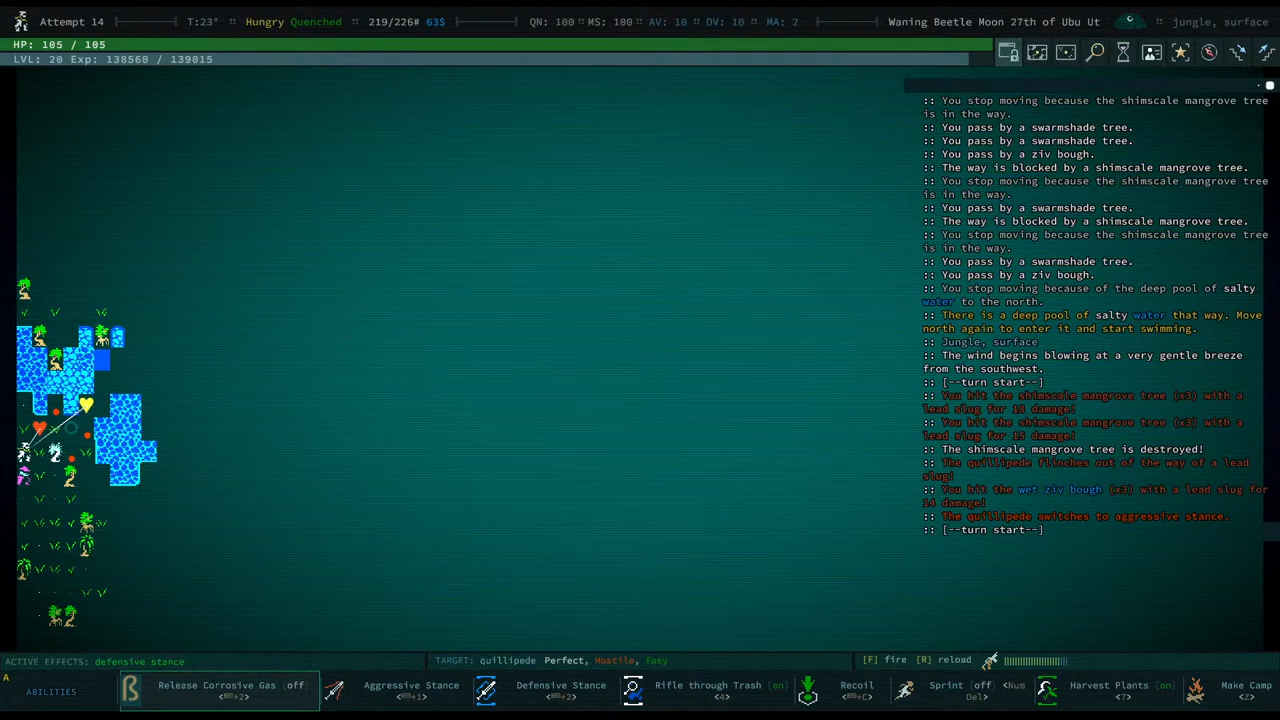 Attempt 14 T:23° :: Hungry Quenched :: 219/226# 63$ QN: 100 :: MS: 100 :: AV: 10 :: DV: 10 :: MA: 2 Waning Beetle Moon 27th of Ubu Ut :: jungle, surface
HP: 105 / 105
LVL: 20 Exp: 138560 / 139015
:: You stop moving because the shimscale mangrove tree
is in the way.
:: You pass by a swarmshade tree.
:: You pass by a swarmshade tree.
:: You pass by a ziv bough.
:: The way is blocked by a shimscale mangrove tree.
:: You stop moving because the shimscale mangrove tree
is in the way.
:: You pass by a swarmshade tree.
:: The way is blocked by a shimscale mangrove tree.
:: You stop moving because the shimscale mangrove tree
is in the way.
:: You pass by a swarmshade tree.
:: You pass by a ziv bough.
:: You stop moving because of the deep pool of salty
water to the north.
:: There is a deep pool of salty water that way. Move
north again to enter it and start swimming.
:: Jungle, surface
:: The wind begins blowing at a very gentle breeze
from the southwest.
:: [--turn start--]
:: You hit the shimscale mangrove tree (x3) with a
lead slug for 18 damage!
:: You hit the shimscale mangrove tree (x3) with a
lead slug for 15 damage!
:: The shimscale mangrove tree is destroyed!
:: The quillipede flinches out of the way of a lead
slug!
:: You hit the wet ziv bough (x3) with a lead slug for
14 damage!
:: The quillipede switches to aggressive stance.
:: [--turn start--]
ACTIVE EFFECTS: defensive stance TARGET: quillipede Perfect, Hostile, Easy [F] fire [R] reload
A
ABILITIES
Release Corrosive Gas [off]
+2>
Aggressive Stance
+1>
Defensive Stance
+2>
Rifle through Trash [on]
<4>
Recoil
+C>
Sprint [off] <Num
Del>
Harvest Plants [on]
<7>
Make Camp
<Z>